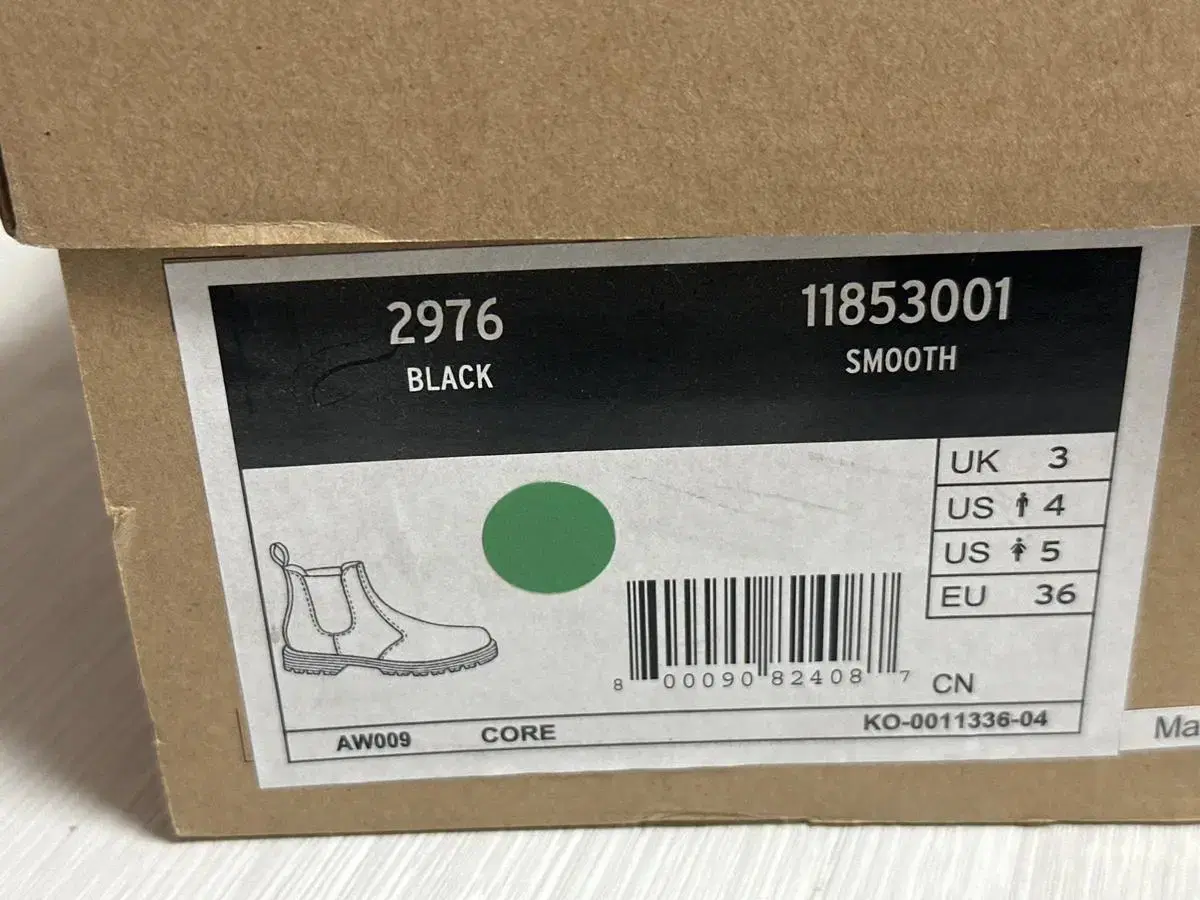 2976
BLACK
11853001
SMOOTH
UK 3
US 4
US 5
EU 36
8 00090 82408 7
CN
AW009 CORE KO-0011336-04
Ma